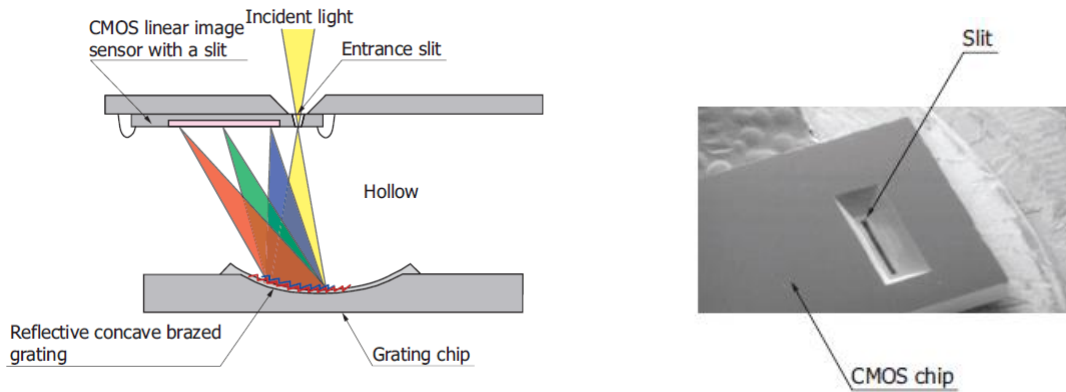 Incident light
CMOS linear image
sensor with a slit
Entrance slit
Hollow
Reflective concave brazed
grating
Grating chip
Slit
CMOS chip